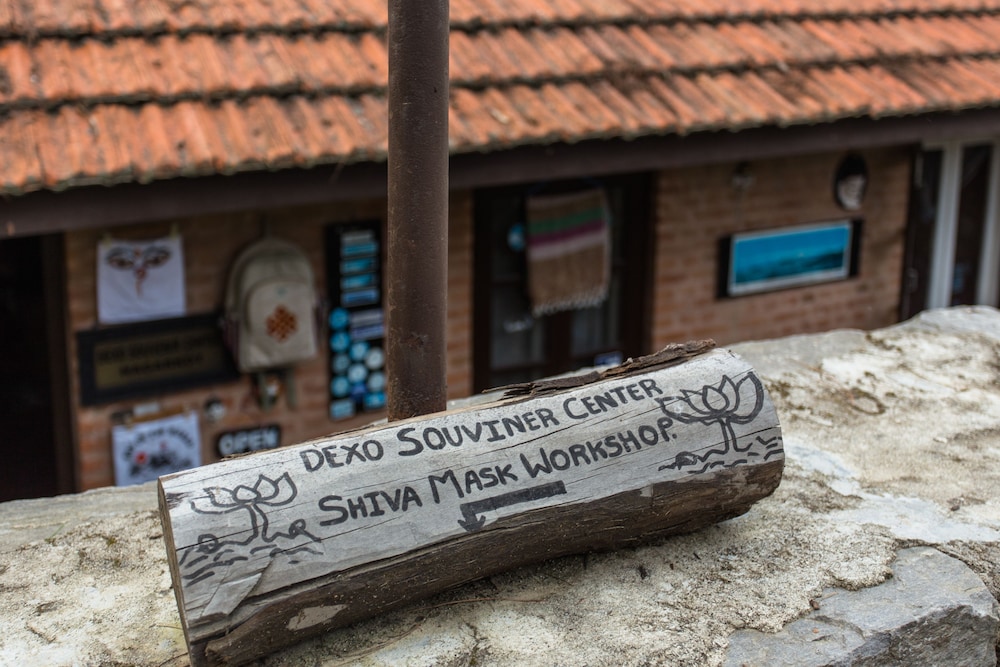 DEXO SOUVINER CENTER
SHIVA MASK WORKSHOP.
OPEN